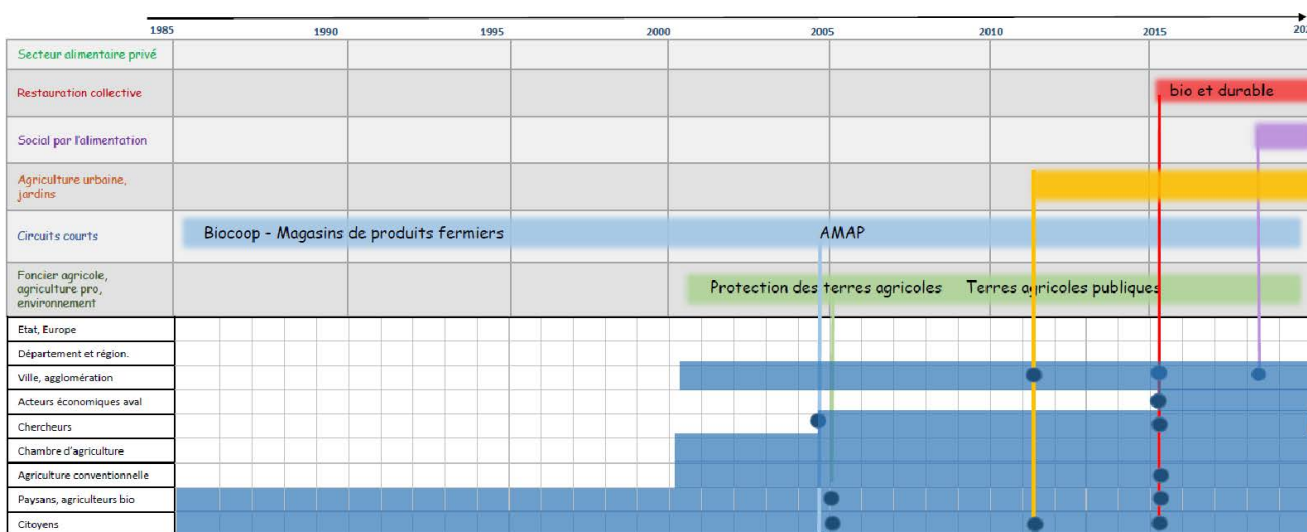 1985 1990 1995 2000 2005 2010 2015
Secteur alimentaire privé
Restauration collective
bio et durable
Social par l'alimentation
Agriculture urbaine,
jardins
Circuits courts
Biocoop - Magasins de produits fermiers
AMAP
Foncier agricole,
agriculture pro,
environnement
Protection des terres agricoles
Terres agricoles publiques
Etat, Europe
Département et région.
Ville, agglomération
Acteurs économiques aval
Chercheurs
Chambre d'agriculture
Agriculture conventionnelle
Paysans, agriculteurs bio
Citoyens